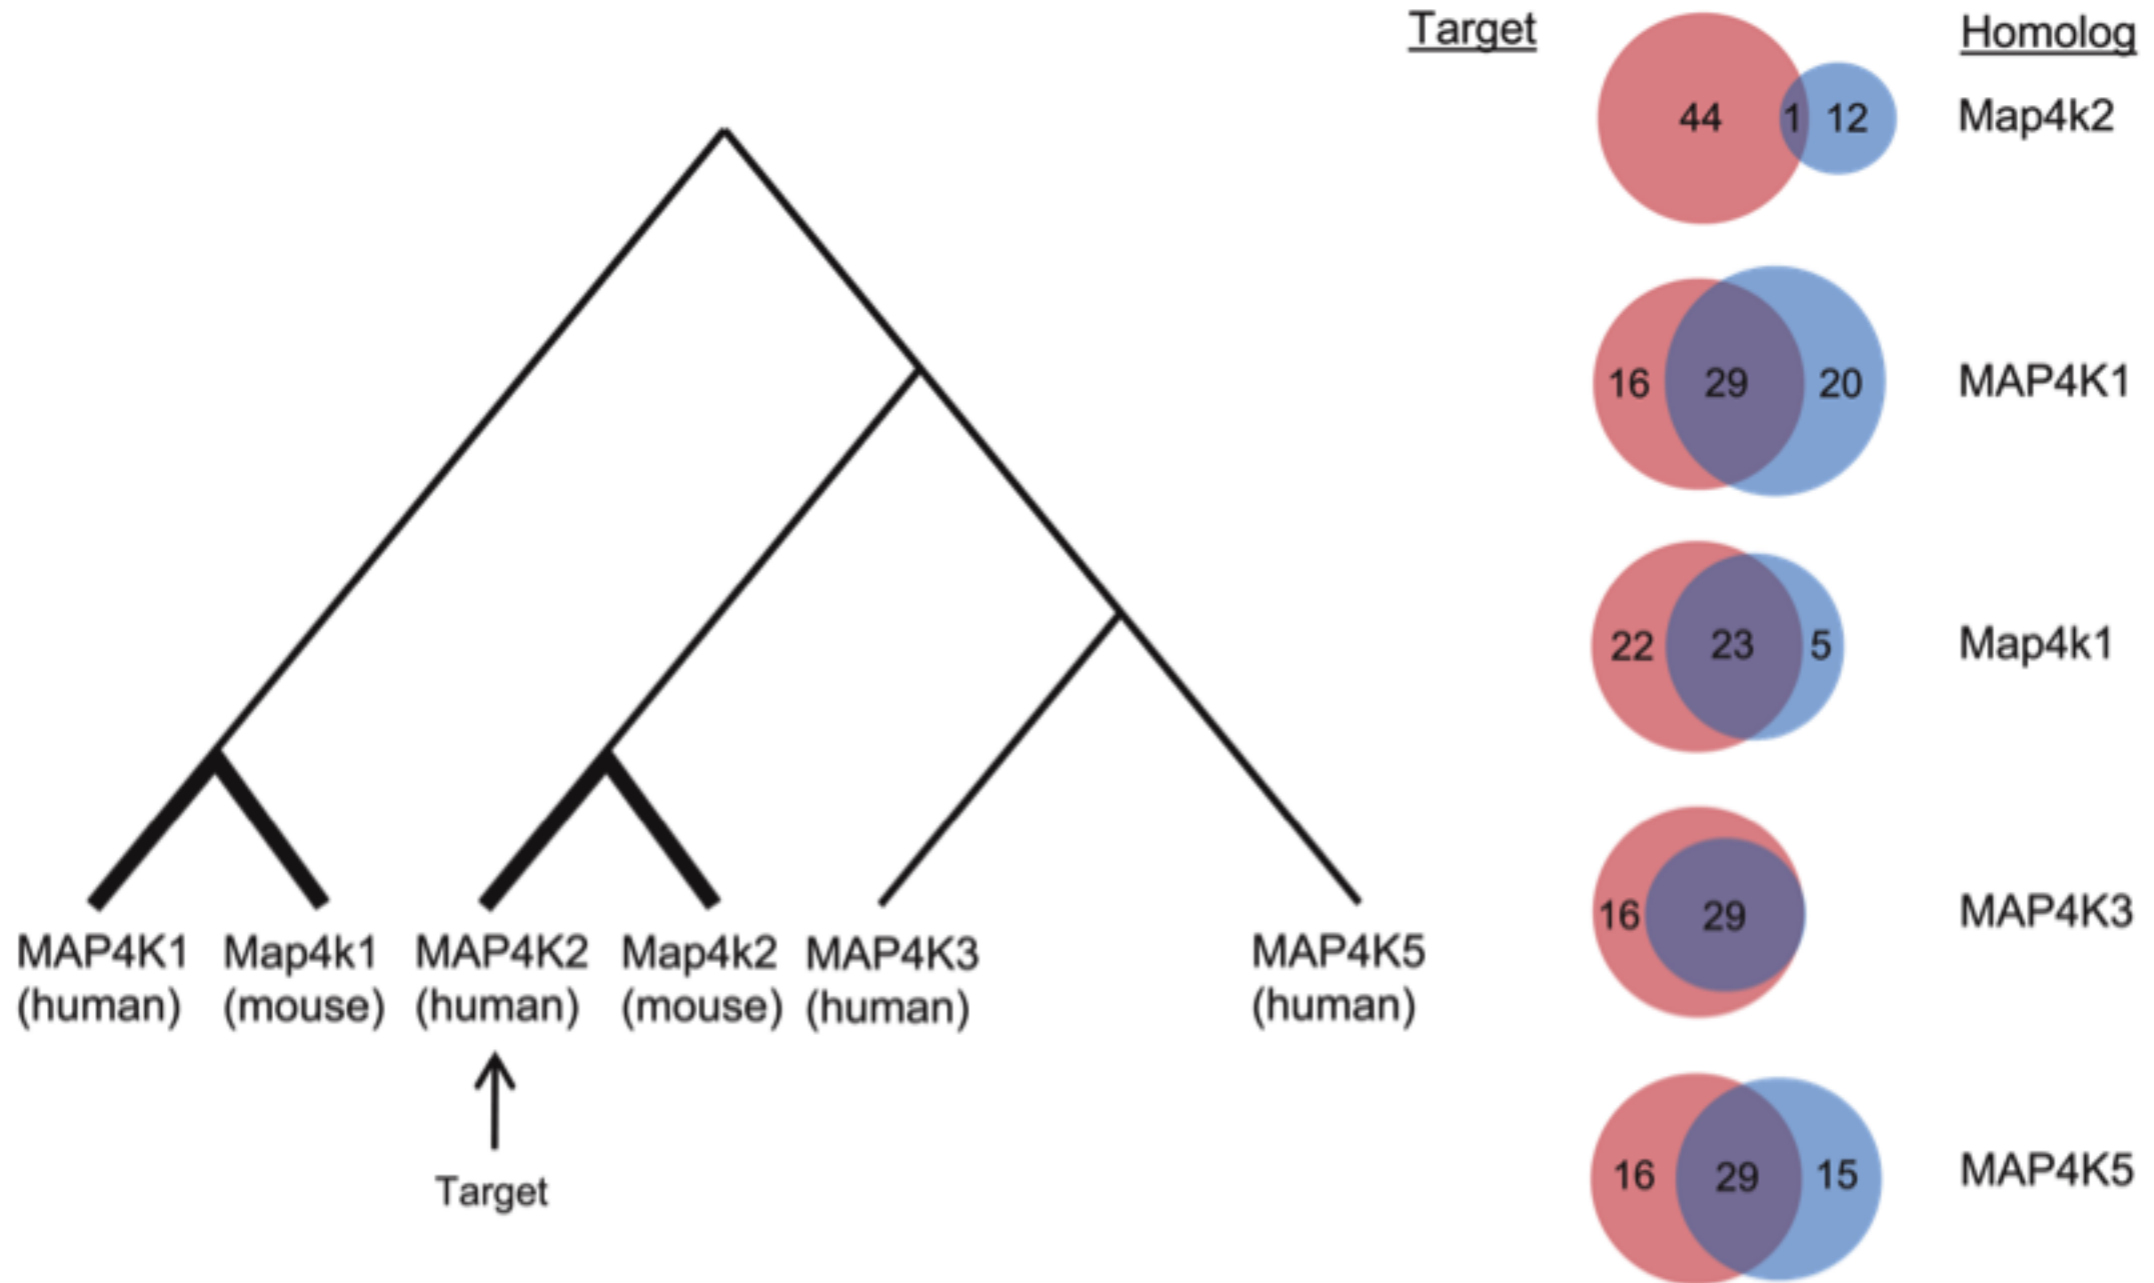 Target
Homolog
44 1 12 Map4k2
16 29 20 MAP4K1
22 23 5 Map4k1
16 29 MAP4K3
16 29 15 MAP4K5
MAP4K1 Map4k1 MAP4K2 Map4k2 MAP4K3 MAP4K5
(human) (mouse) (human) (mouse) (human) (human)
Target